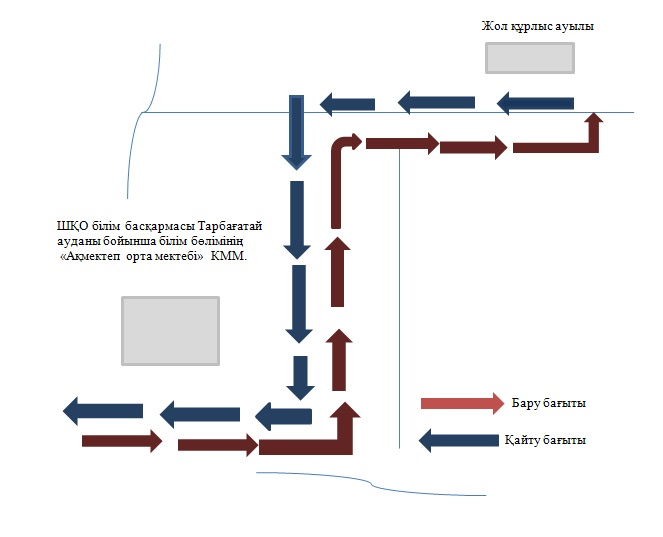 Жол құрлыс ауылы
ШҚО білім басқармасы Тарбағатай
ауданы бойынша білім бөлімінің
«Ақмектеп орта мектебі» КММ.
Бару бағыты
Қайту бағыты